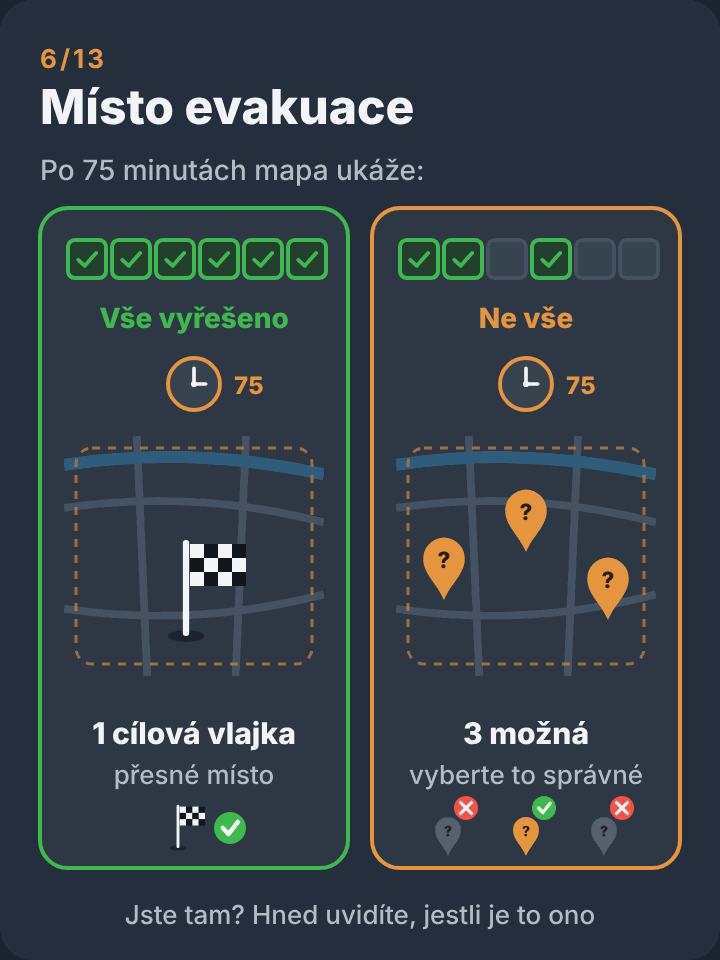 6/13
Místo evakuace
Po 75 minutách mapa ukáže:
Vše vyřešeno
75
1 cílová vlajka
přesné místo
Ne vše
75
?
?
?
3 možná
vyberte to správné
?
?
?
Jste tam? Hned uvidíte, jestli je to ono